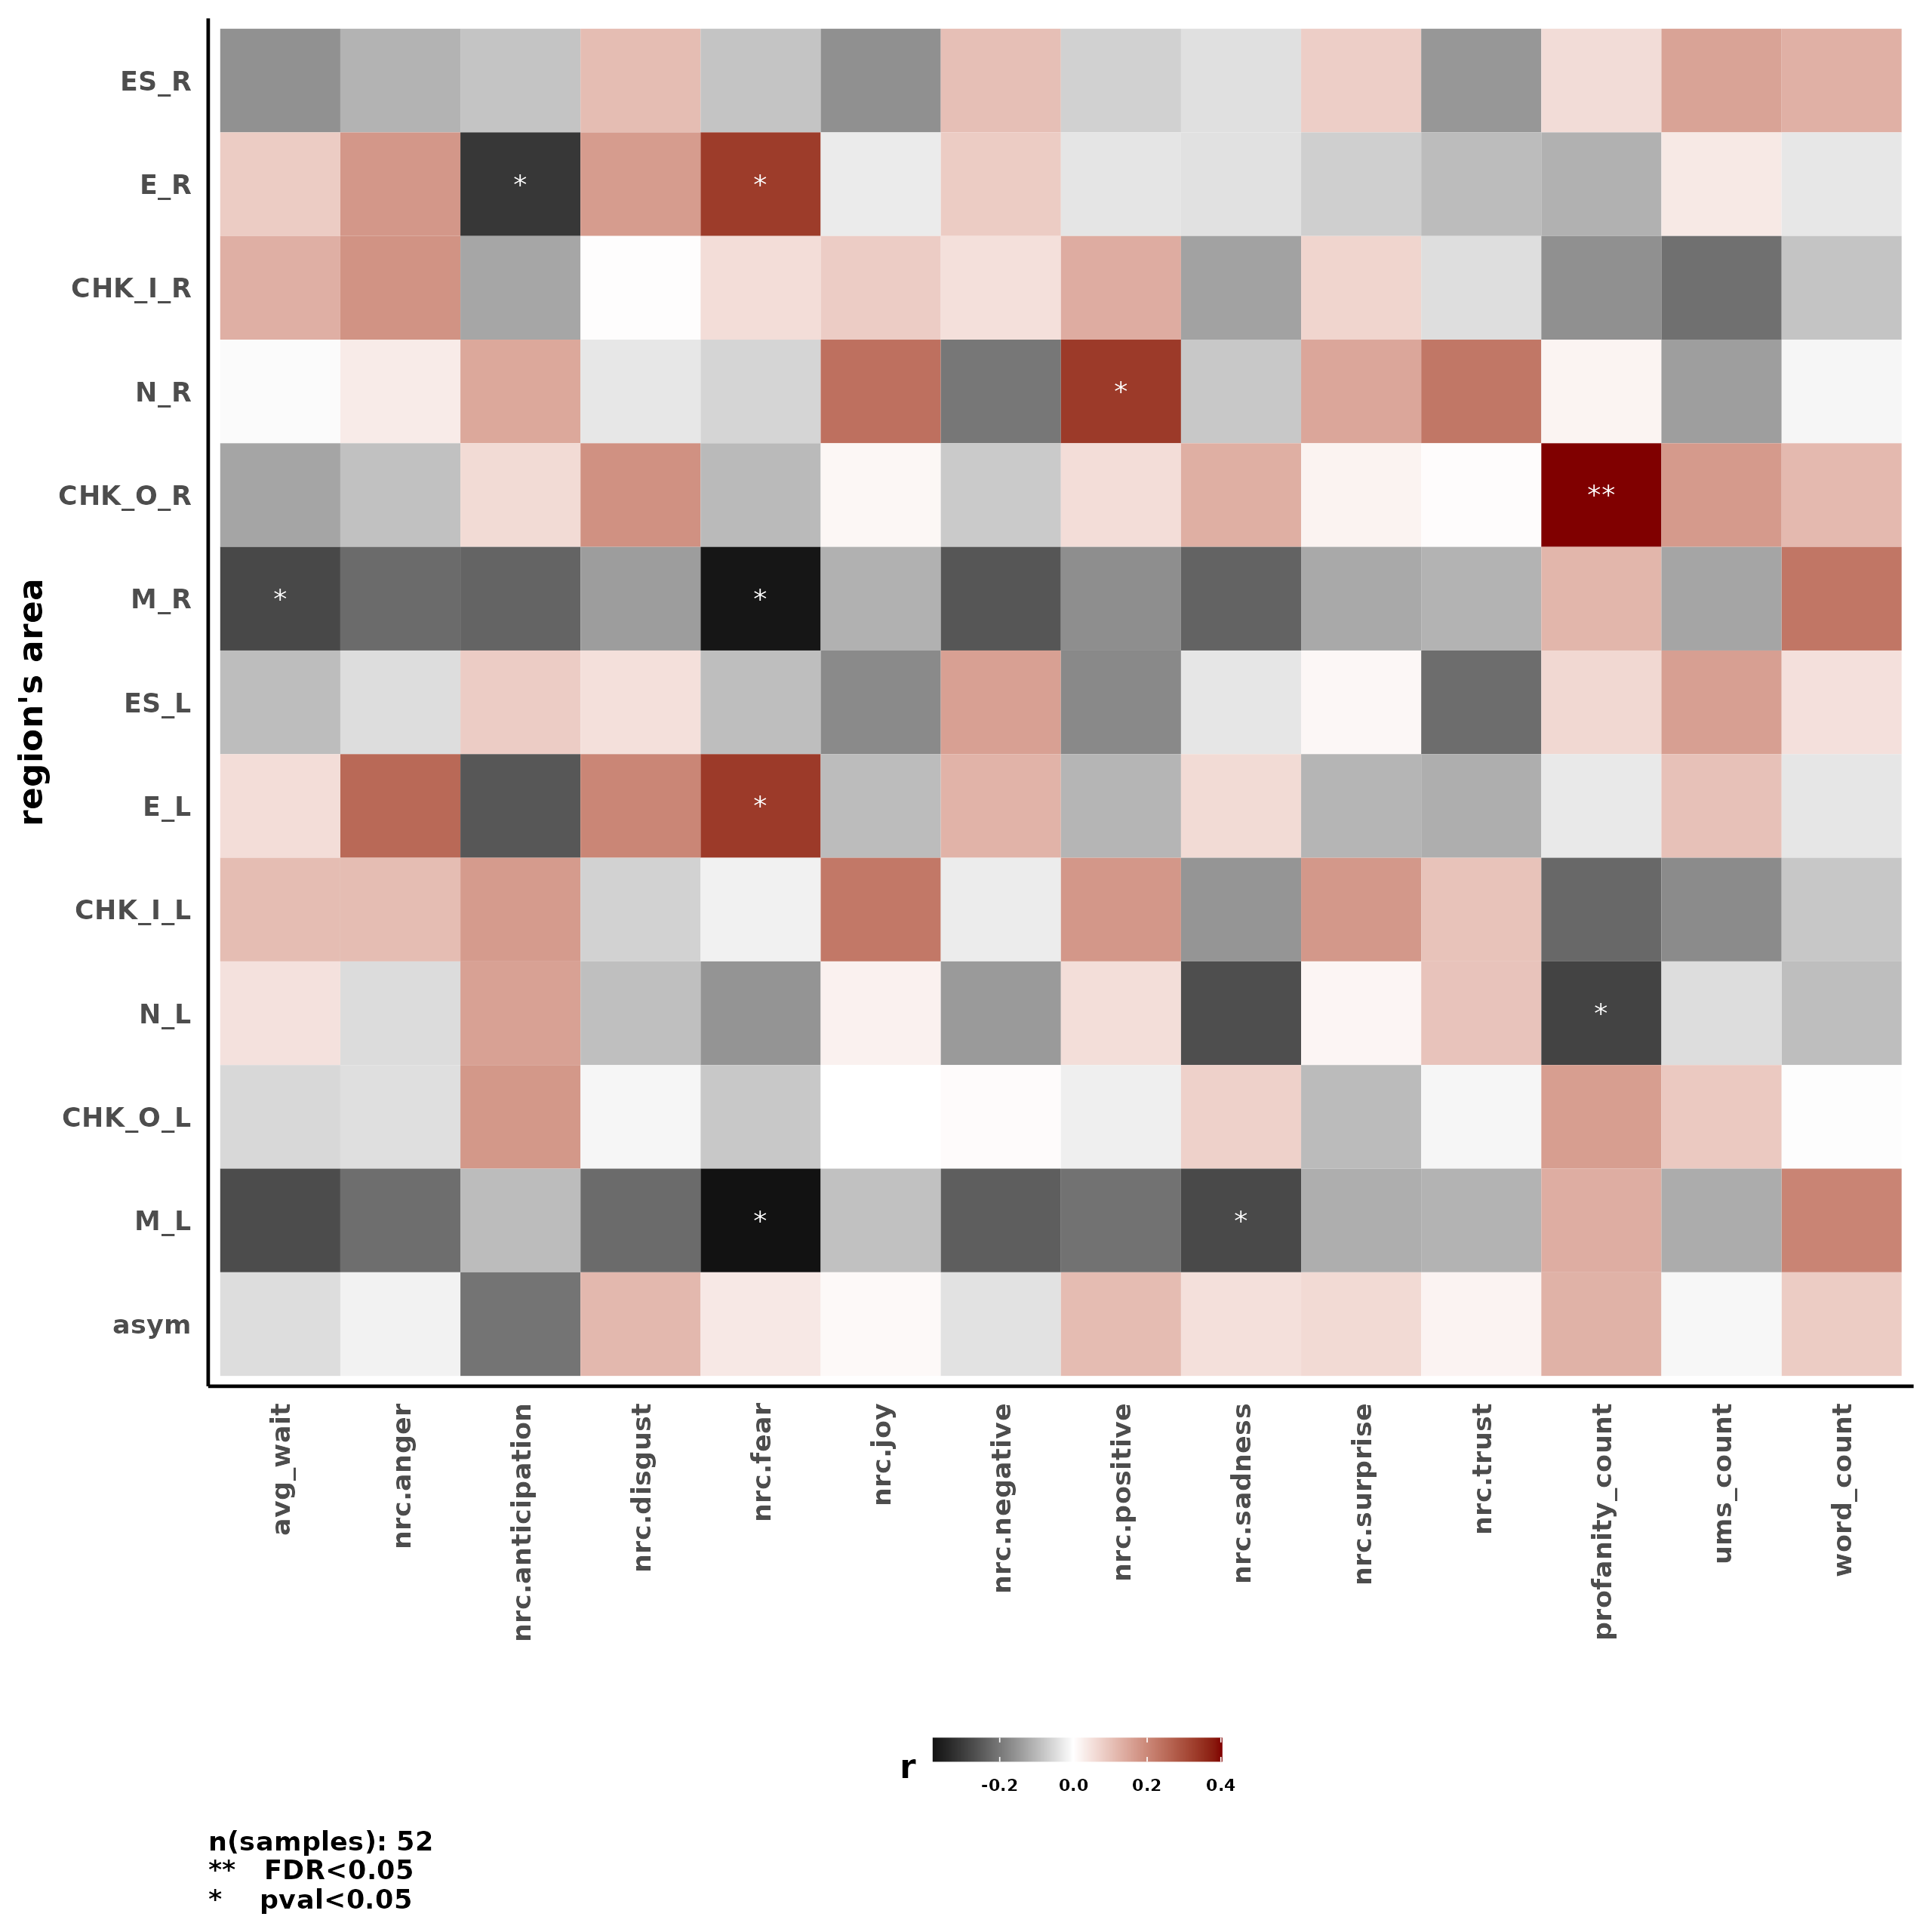 region's area
ES_R
E_R
* *
CHK_I_R
N_R
*
CHK_O_R
**
M_R
* *
ES_L
E_L
*
CHK_I_L
N_L
*
CHK_O_L
M_L
* *
asym
avg_wait
nrc.anger
nrc.anticipation
nrc.disgust
nrc.fear
nrc.joy
nrc.negative
nrc.positive
nrc.sadness
nrc.surprise
nrc.trust
profanity_count
ums_count
word_count
r
-0.2 0.0 0.2 0.4
n(samples): 52
** FDR<0.05
* pval<0.05